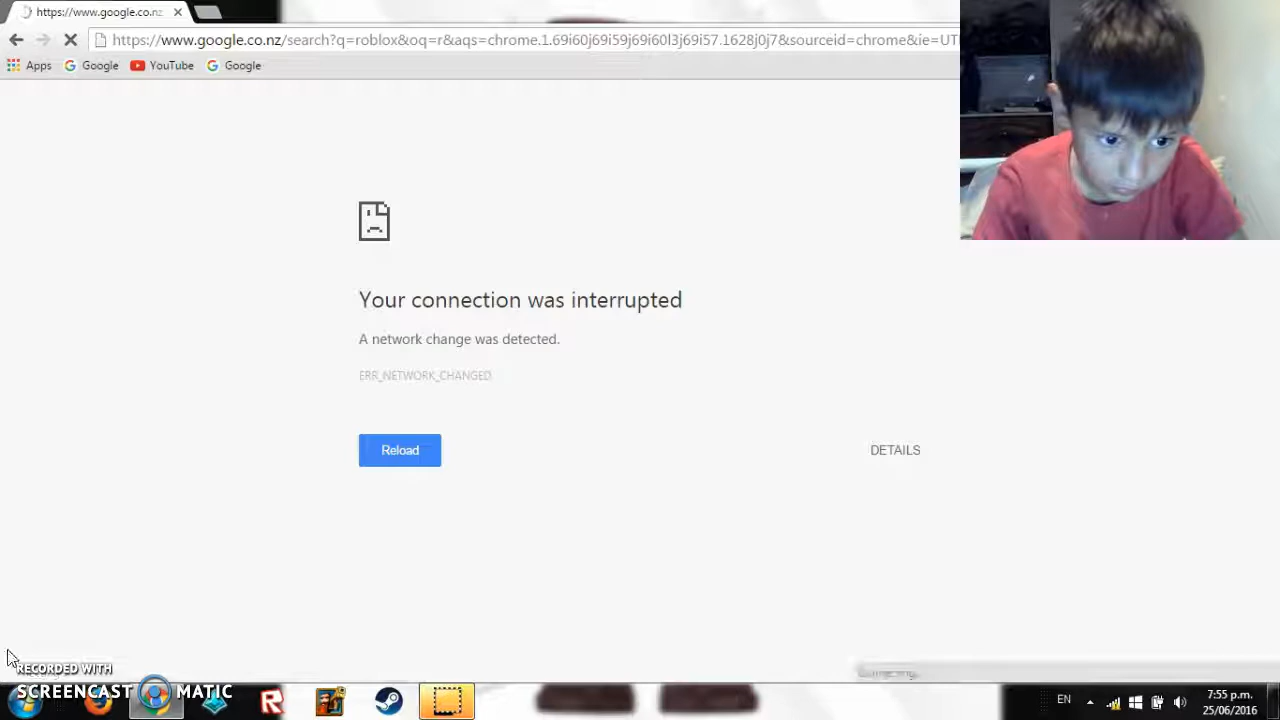 https://www.google.co.nz
https://www.google.co.nz/search?q=roblox&oq=r&aqs=chrome.1.69i60j69i59j69i60l3j69i57.1628j0j7&sourceid=chrome&ie=UT
Apps Google YouTube Google
Your connection was interrupted
A network change was detected.
ERR_NETWORK_CHANGED
Reload DETAILS
RECORDED WITH
SCREENCAST MATIC
EN 7:55 p.m.
25/06/2016